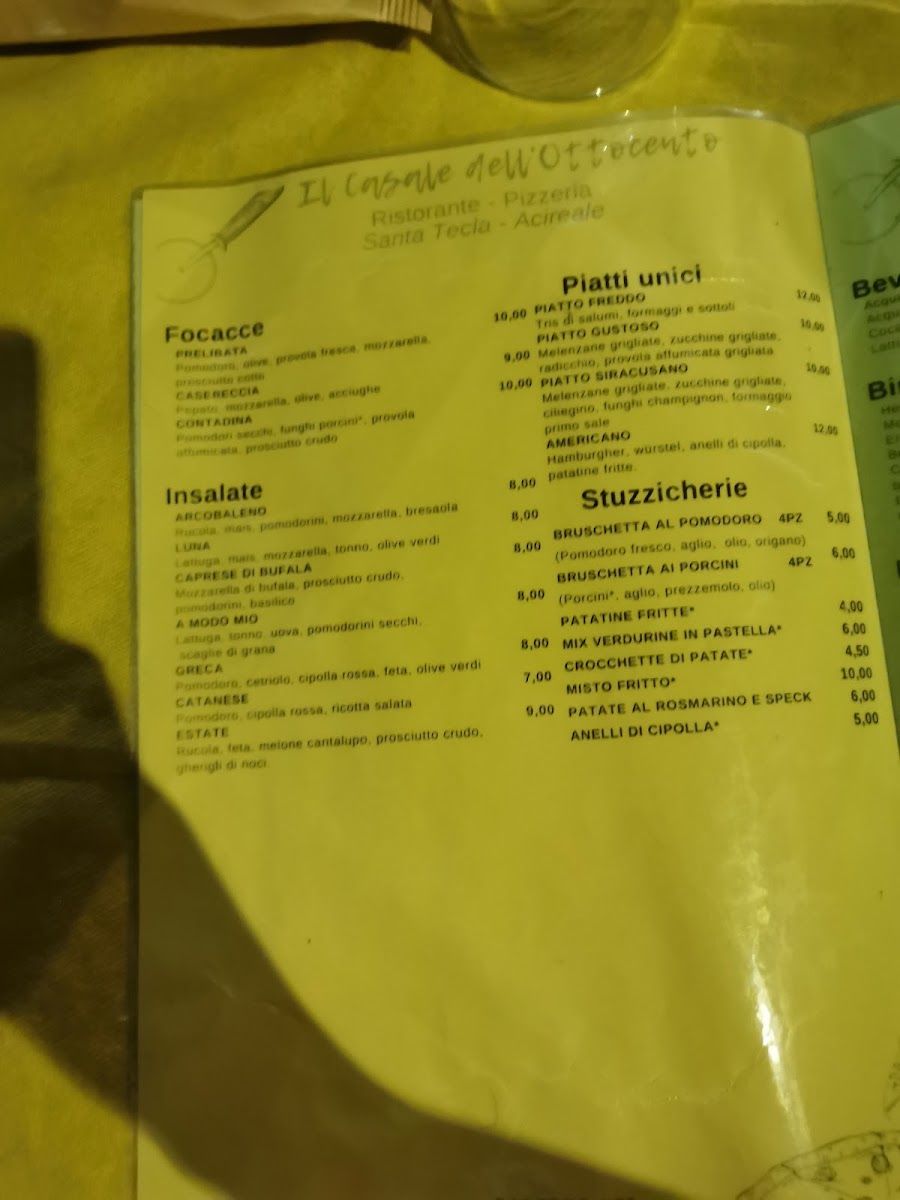 Il Casale dell'Ottocento
Ristorante - Pizzeria
Santa Tecla - Acireale
Focacce
PRELIBATA 10,00
Pomodoro, olive, provola fresca, mozzarella,
prosciutto cotto
CASERECCIA 9,00
Pepato, mozzarella, olive, acciughe
CONTADINA 10,00
Pomodori secchi, funghi porcini*, provola
affumicata, prosciutto crudo
Insalate
ARCOBALENO 8,00
Rucola, mais, pomodorini, mozzarella, bresaola
LUNA 8,00
Lattuga, mais, mozzarella, tonno, olive verdi
CAPRESE DI BUFALA 8,00
Mozzarella di bufala, prosciutto crudo,
pomodorini, basilico
A MODO MIO 8,00
Lattuga, tonno, uova, pomodorini secchi,
scaglie di grana
GRECA 8,00
Pomodoro, cetriolo, cipolla rossa, feta, olive verdi
CATANESE 7,00
Pomodoro, cipolla rossa, ricotta salata
ESTATE 9,00
Rucola, feta, melone cantalupo, prosciutto crudo,
gherigli di noci
Piatti unici
PIATTO FREDDO 12,00
Tris di salumi, formaggi e sottoli
PIATTO GUSTOSO 10,00
Melenzane grigliate, zucchine grigliate,
radicchio, provola affumicata grigliata
PIATTO SIRACUSANO 10,00
Melenzane grigliate, zucchine grigliate,
ciliegino, funghi champignon, formaggio
primo sale
AMERICANO 12,00
Hamburgher, wurstel, anelli di cipolla,
patatine fritte.
Stuzzicherie
BRUSCHETTA AL POMODORO 4PZ 5,00
(Pomodoro fresco, aglio, olio, origano)
BRUSCHETTA AI PORCINI 4PZ 6,00
(Porcini*, aglio, prezzemolo, olio)
PATATINE FRITTE* 4,00
MIX VERDURINE IN PASTELLA* 6,00
CROCCHETTE DI PATATE* 4,50
MISTO FRITTO* 10,00
PATATE AL ROSMARINO E SPECK 6,00
ANELLI DI CIPOLLA* 5,00
Bev
Acqu
Acqu
Coca
Latti
Bi